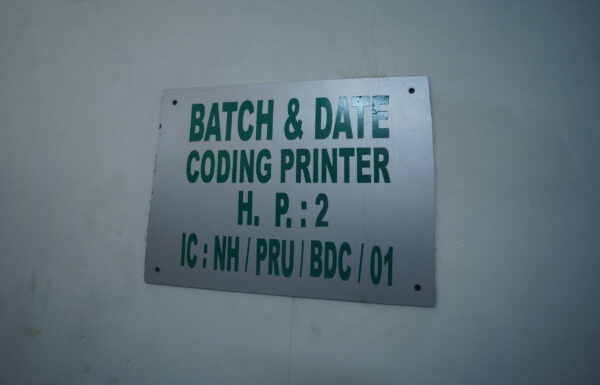 BATCH & DATE
CODING PRINTER
H. P. : 2
IC : NH / PRU / BDC / 01